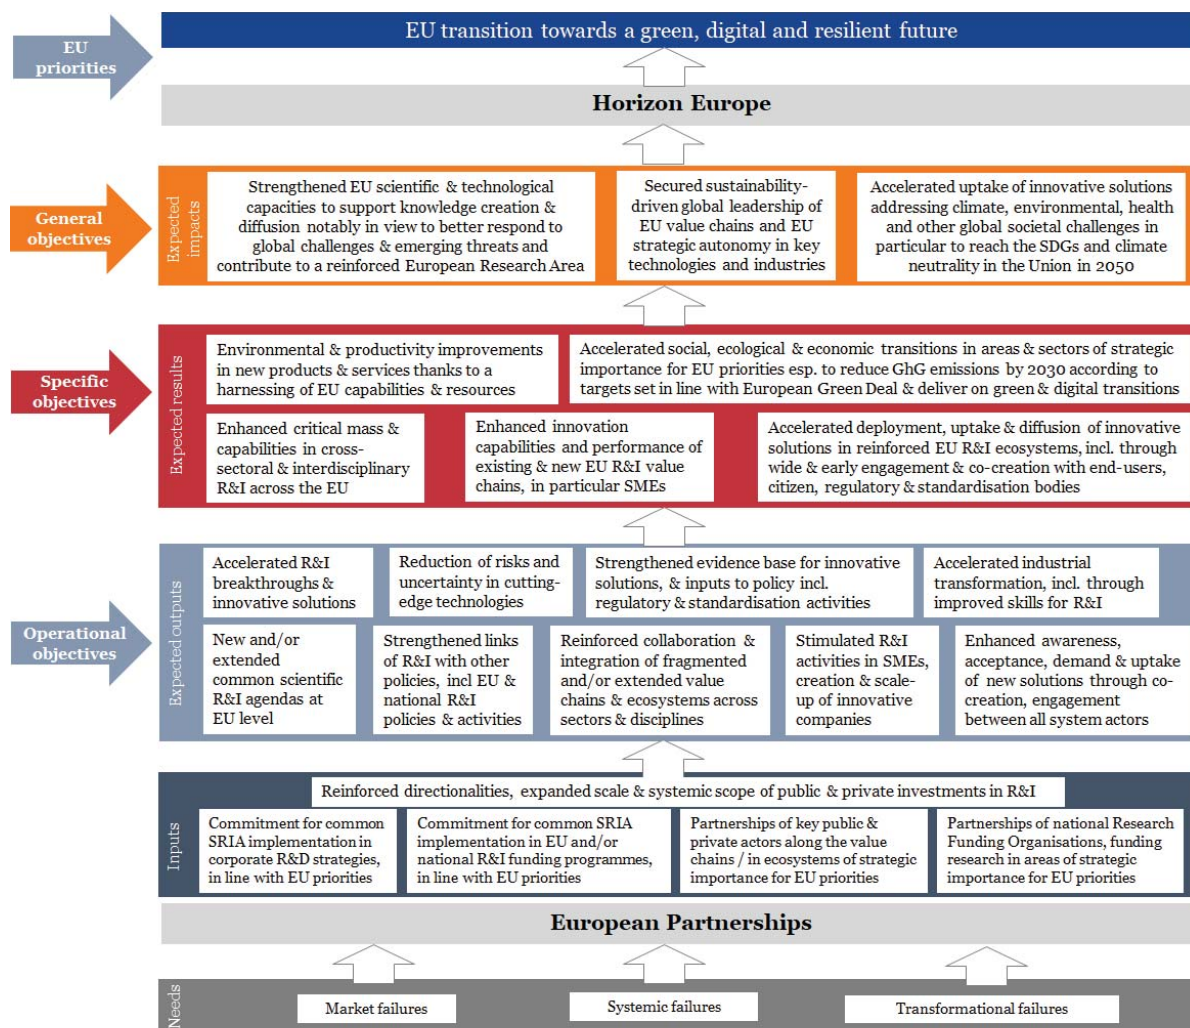 EU
priorities
EU transition towards a green, digital and resilient future
Horizon Europe
General
objectives
Expected
impacts
Strengthened EU scientific & technological
capacities to support knowledge creation &
diffusion notably in view to better respond to
global challenges & emerging threats and
contribute to a reinforced European Research Area
Secured sustainability-
driven global leadership of
EU value chains and EU
strategic autonomy in key
technologies and industries
Accelerated uptake of innovative solutions
addressing climate, environmental, health
and other global societal challenges in
particular to reach the SDGs and climate
neutrality in the Union in 2050
Specific
objectives
Expected results
Environmental & productivity improvements
in new products & services thanks to a
harnessing of EU capabilities & resources
Accelerated social, ecological & economic transitions in areas & sectors of strategic
importance for EU priorities esp. to reduce GhG emissions by 2030 according to
targets set in line with European Green Deal & deliver on green & digital transitions
Enhanced critical mass &
capabilities in cross-
sectoral & interdisciplinary
R&I across the EU
Enhanced innovation
capabilities and performance of
existing & new EU R&I value
chains, in particular SMEs
Accelerated deployment, uptake & diffusion of innovative
solutions in reinforced EU R&I ecosystems, incl. through
wide & early engagement & co-creation with end-users,
citizen, regulatory & standardisation bodies
Operational
objectives
Expected outputs
Accelerated R&I
breakthroughs &
innovative solutions
Reduction of risks and
uncertainty in cutting-
edge technologies
Strengthened evidence base for innovative
solutions, & inputs to policy incl.
regulatory & standardisation activities
Accelerated industrial
transformation, incl. through
improved skills for R&I
New and/or
extended
common scientific
R&I agendas at
EU level
Strengthened links
of R&I with other
policies, incl EU &
national R&I
policies & activities
Reinforced collaboration &
integration of fragmented
and/or extended value
chains & ecosystems across
sectors & disciplines
Stimulated R&I
activities in SMEs,
creation & scale-
up of innovative
companies
Enhanced awareness,
acceptance, demand & uptake
of new solutions through co-
creation, engagement
between all system actors
Inputs
Reinforced directionalities, expanded scale & systemic scope of public & private investments in R&I
Commitment for common
SRIA implementation in
corporate R&D strategies,
in line with EU priorities
Commitment for common SRIA
implementation in EU and/or
national R&I funding programmes,
in line with EU priorities
Partnerships of key public &
private actors along the value
chains / in ecosystems of strategic
importance for EU priorities
Partnerships of national Research
Funding Organisations, funding
research in areas of strategic
importance for EU priorities
European Partnerships
Needs
Market failures
Systemic failures
Transformational failures